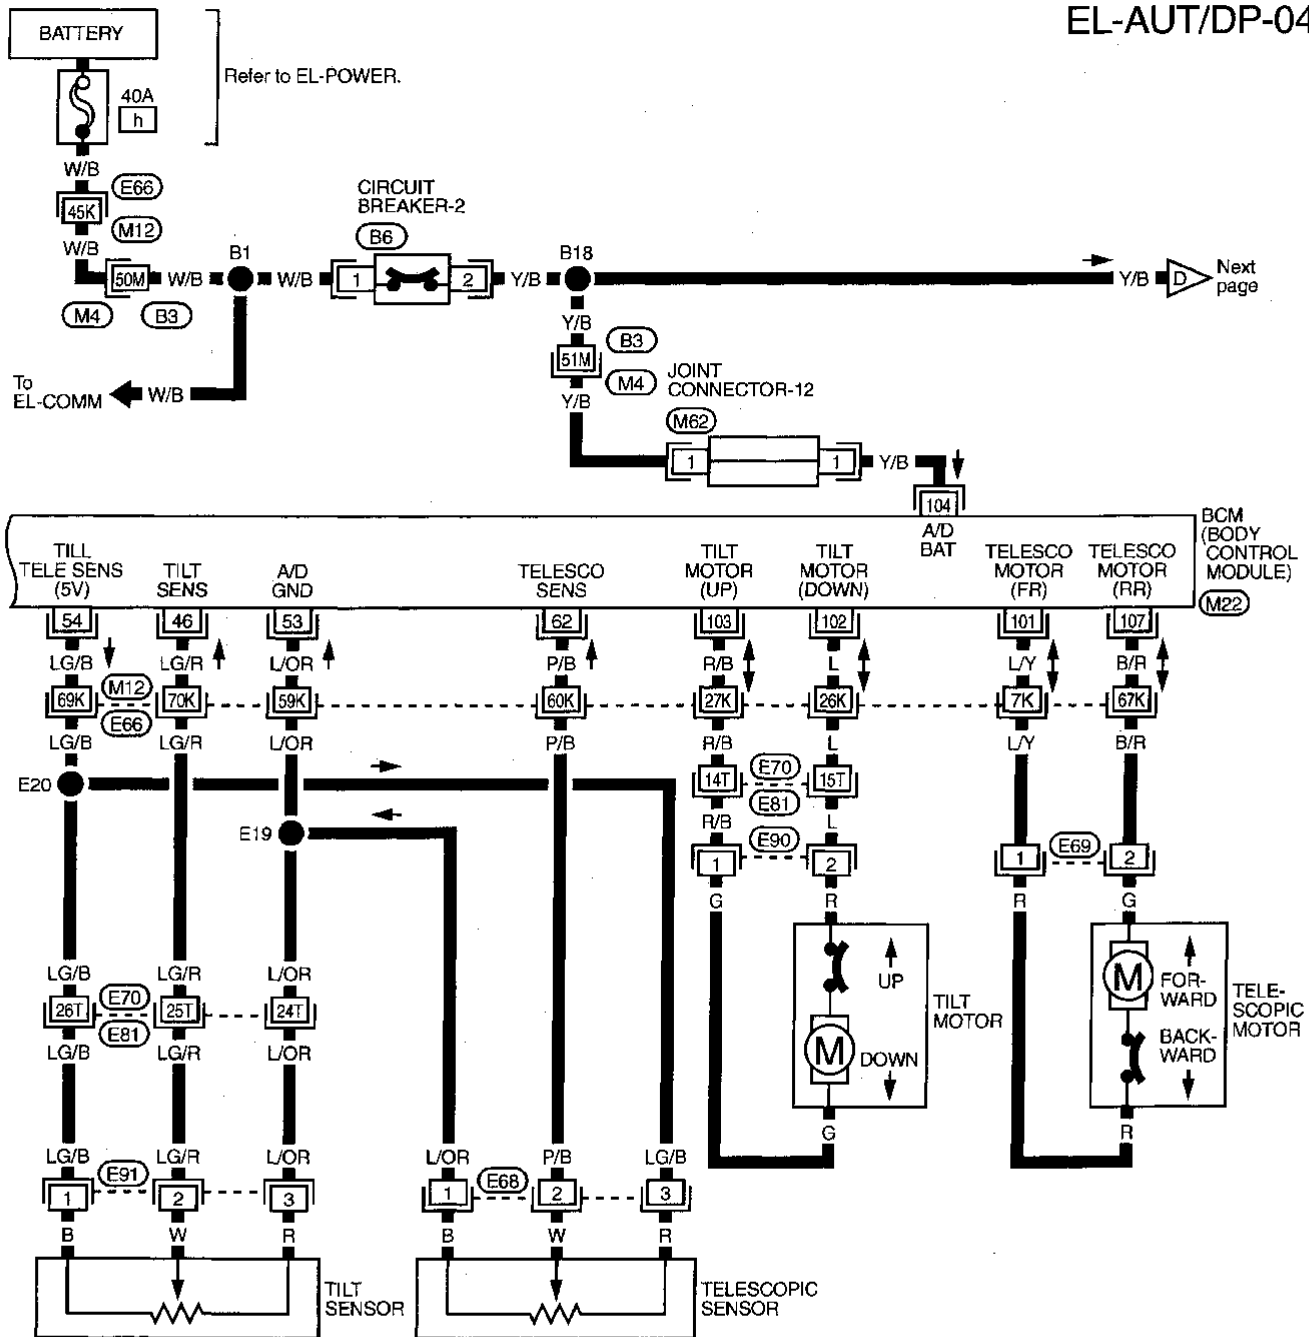 EL-AUT/DP-04
BATTERY
Refer to EL-POWER.
40A
h
W/B
E66
45K
M12
W/B
CIRCUIT
BREAKER-2
B6
B1
B18
50M
W/B
W/B
1
2
Y/B
Y/B
D
Next
page
M4
B3
Y/B
51M
B3
M4
Y/B
JOINT
CONNECTOR-12
M62
To
EL-COMM
W/B
1
1
Y/B
104
A/D
BAT
BCM
(BODY
CONTROL
MODULE)
M22
TILL
TELE SENS
(5V)
TILT
SENS
A/D
GND
TELESCO
SENS
TILT
MOTOR
(UP)
TILT
MOTOR
(DOWN)
TELESCO
MOTOR
(FR)
TELESCO
MOTOR
(RR)
54
46
53
62
103
102
101
107
LG/B
LG/R
L/OR
P/B
R/B
L
L/Y
B/R
69K
M12
70K
59K
60K
27K
26K
7K
67K
E66
LG/B
LG/R
L/OR
P/B
R/B
L
L/Y
B/R
E20
14T
E70
15T
E81
E19
R/B
L
E90
1
2
E69
1
2
G
R
R
G
UP
M
DOWN
TILT
MOTOR
M
FOR-
WARD
BACK-
WARD
TELE-
SCOPIC
MOTOR
G
R
LG/B
LG/R
L/OR
26T
E70
25T
24T
E81
LG/B
LG/R
L/OR
LG/B
LG/R
L/OR
L/OR
P/B
LG/B
E91
1
2
3
E68
1
2
3
B
W
R
B
W
R
TILT
SENSOR
TELESCOPIC
SENSOR